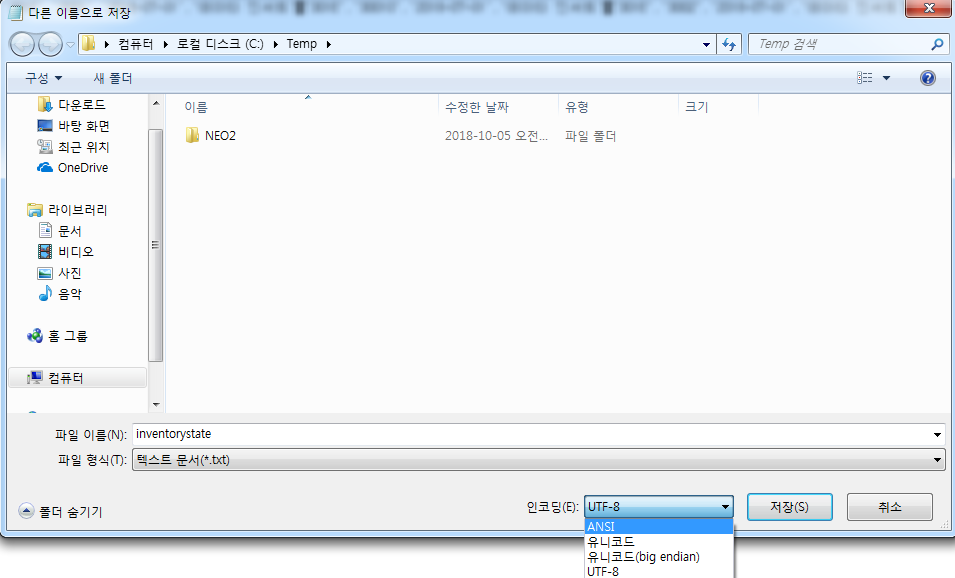 다른 이름으로 저장
컴퓨터 로컬 디스크 (C:) Temp
Temp 검색
구성 새 폴더
이름 수정한 날짜 유형 크기
NEO2 2018-10-05 오전... 파일 폴더
다운로드
바탕 화면
최근 위치
OneDrive
라이브러리
문서
비디오
사진
음악
홈 그룹
컴퓨터
파일 이름(N): inventorystate
파일 형식(T): 텍스트 문서(*.txt)
폴더 숨기기
인코딩(E): UTF-8 저장(S) 취소
ANSI
유니코드
유니코드(big endian)
UTF-8